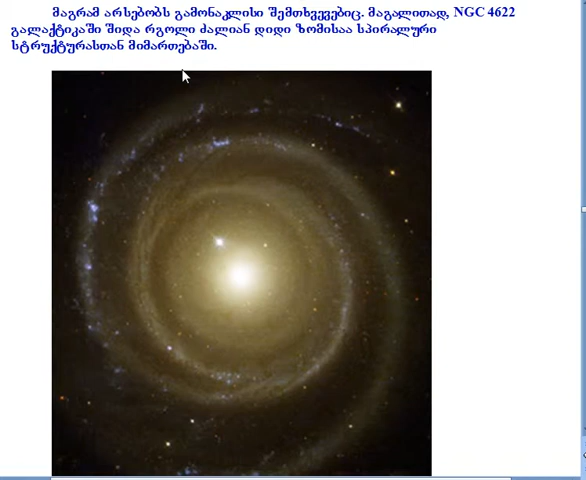 მაგრამ არსებობს გამონაკლისი შემთხვევებიც. მაგალითად, NGC 4622
გალაქტიკაში შიდა რგოლი ძალიან დიდი ზომისაა სპირალური
სტრუქტურასთან მიმართებაში.